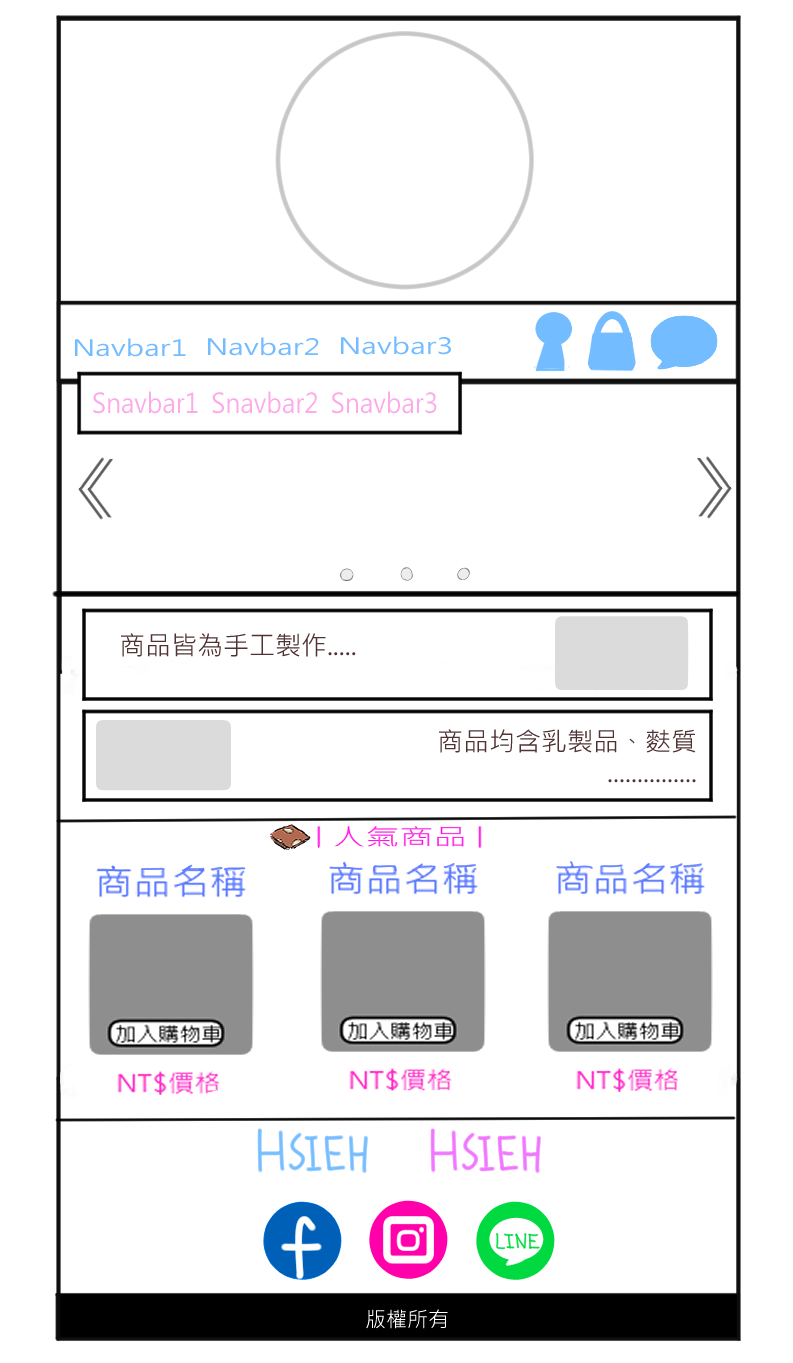 Navbar1 Navbar2 Navbar3
Snavbar1 Snavbar2 Snavbar3
商品皆為手工製作.....
商品均含乳製品、麩質
...............
| 人氣商品 |
商品名稱 商品名稱 商品名稱
加入購物車 加入購物車 加入購物車
NT$價格 NT$價格 NT$價格
HSIEH HSIEH
f LINE
版權所有